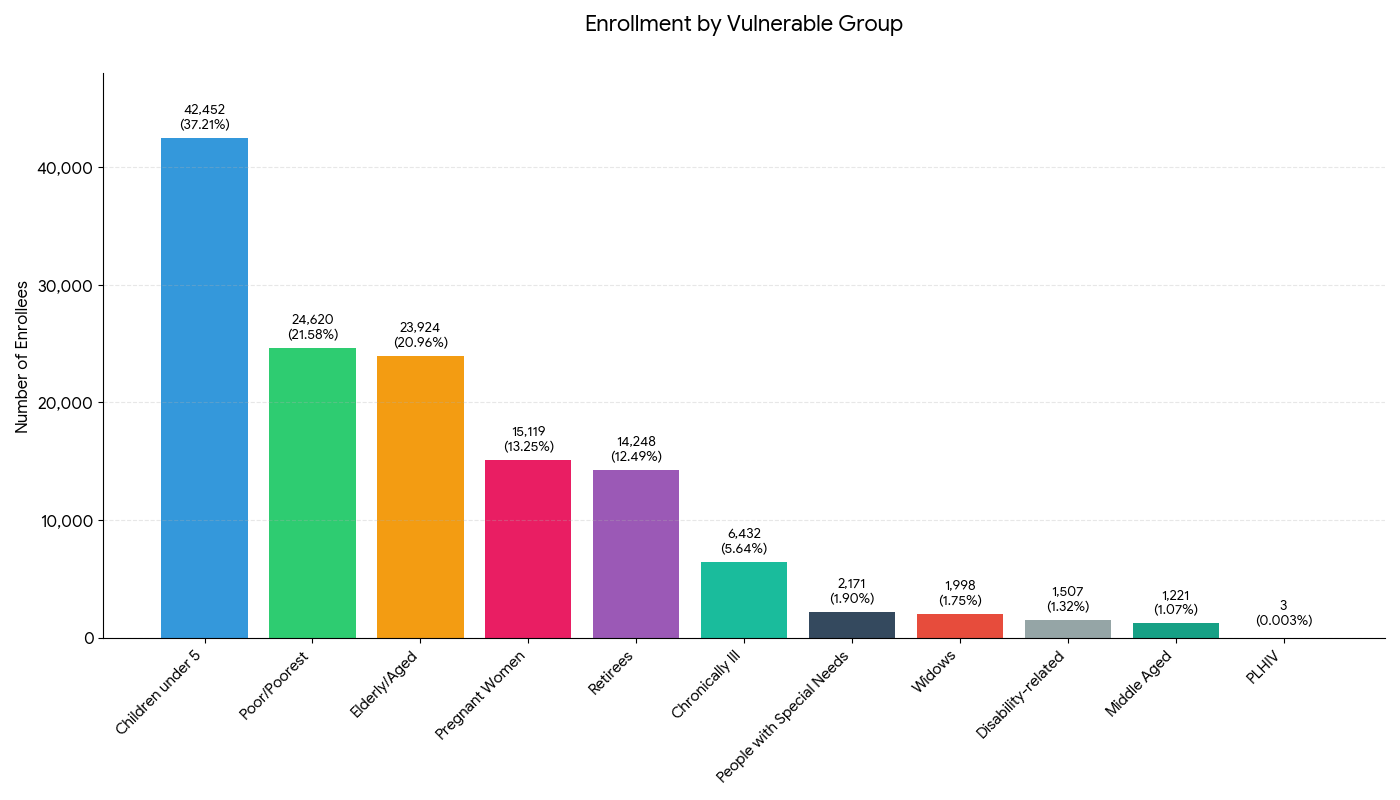 Enrollment by Vulnerable Group
Number of Enrollees
40,000
30,000
20,000
10,000
0
42,452
(37.21%)
24,620
(21.58%)
23,924
(20.96%)
15,119
(13.25%)
14,248
(12.49%)
6,432
(5.64%)
2,171
(1.90%)
1,998
(1.75%)
1,507
(1.32%)
1,221
(1.07%)
3
(0.003%)
Children under 5
Poor/Poorest
Elderly/Aged
Pregnant Women
Retirees
Chronically Ill
People with Special Needs
Widows
Disability-related
Middle Aged
PLHIV